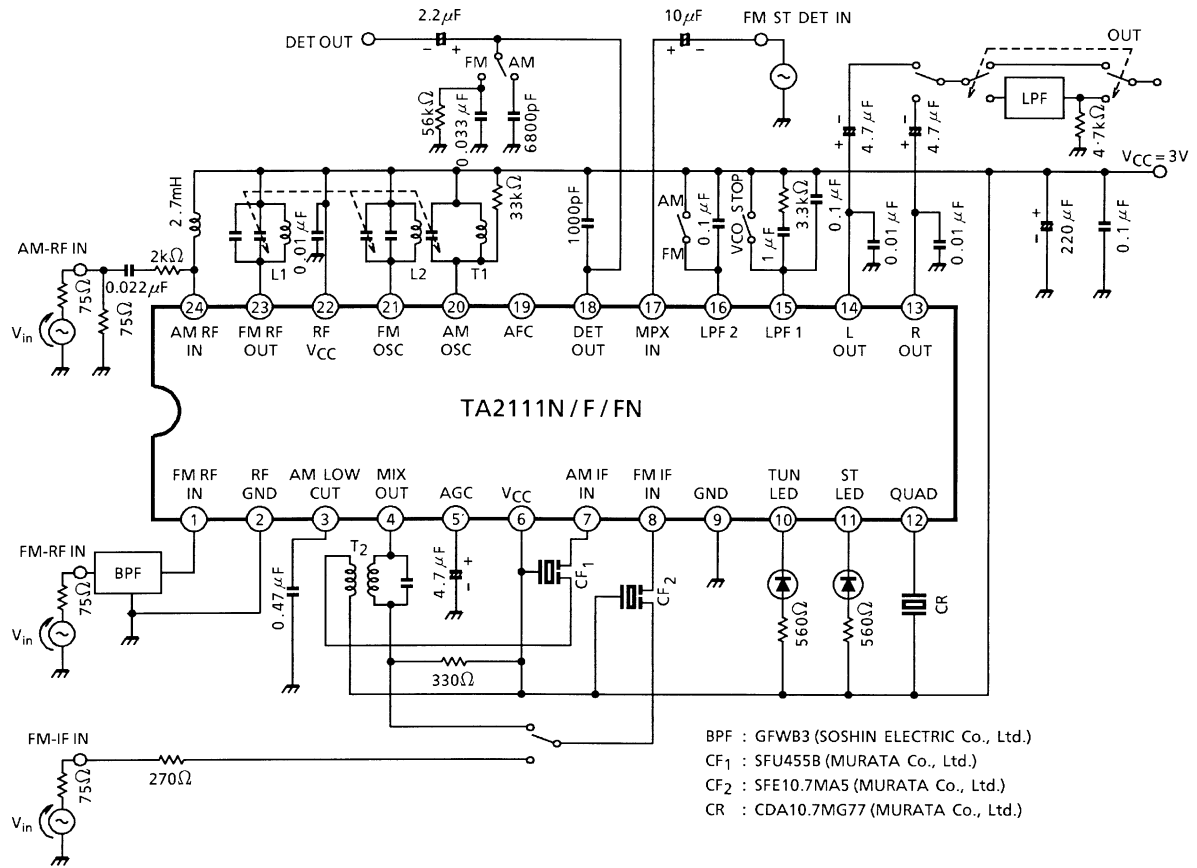 2.2μF
10μF
FM ST DET IN
DET OUT
− +
+ −
OUT
FM
AM
56kΩ
0.033μF
6800pF
− +
4.7μF
− +
4.7μF
LPF
4.7kΩ
VCC=3V
2.7mH
0.01μF
33kΩ
1000pF
AM
FM
0.1μF
VCO STOP
1μF
3.3kΩ
0.1μF
0.01μF
0.01μF
+ −
220μF
0.1μF
AM-RF IN
2kΩ
0.022μF
75Ω
75Ω
Vin
L1
L2
T1
24
23
22
21
20
19
18
17
16
15
14
13
AM RF IN
FM RF OUT
RF VCC
FM OSC
AM OSC
AFC
DET OUT
MPX IN
LPF 2
LPF 1
L OUT
R OUT
TA2111N/F/FN
FM RF IN
RF GND
AM LOW CUT
MIX OUT
AGC
VCC
AM IF IN
FM IF IN
GND
TUN LED
ST LED
QUAD
1
2
3
4
5
6
7
8
9
10
11
12
FM-RF IN
BPF
75Ω
Vin
0.47μF
T2
4.7μF
+ −
CF1
CF2
560Ω
560Ω
CR
330Ω
FM-IF IN
75Ω
270Ω
Vin
BPF : GFWB3 (SOSHIN ELECTRIC Co., Ltd.)
CF1 : SFU455B (MURATA Co., Ltd.)
CF2 : SFE10.7MA5 (MURATA Co., Ltd.)
CR : CDA10.7MG77 (MURATA Co., Ltd.)